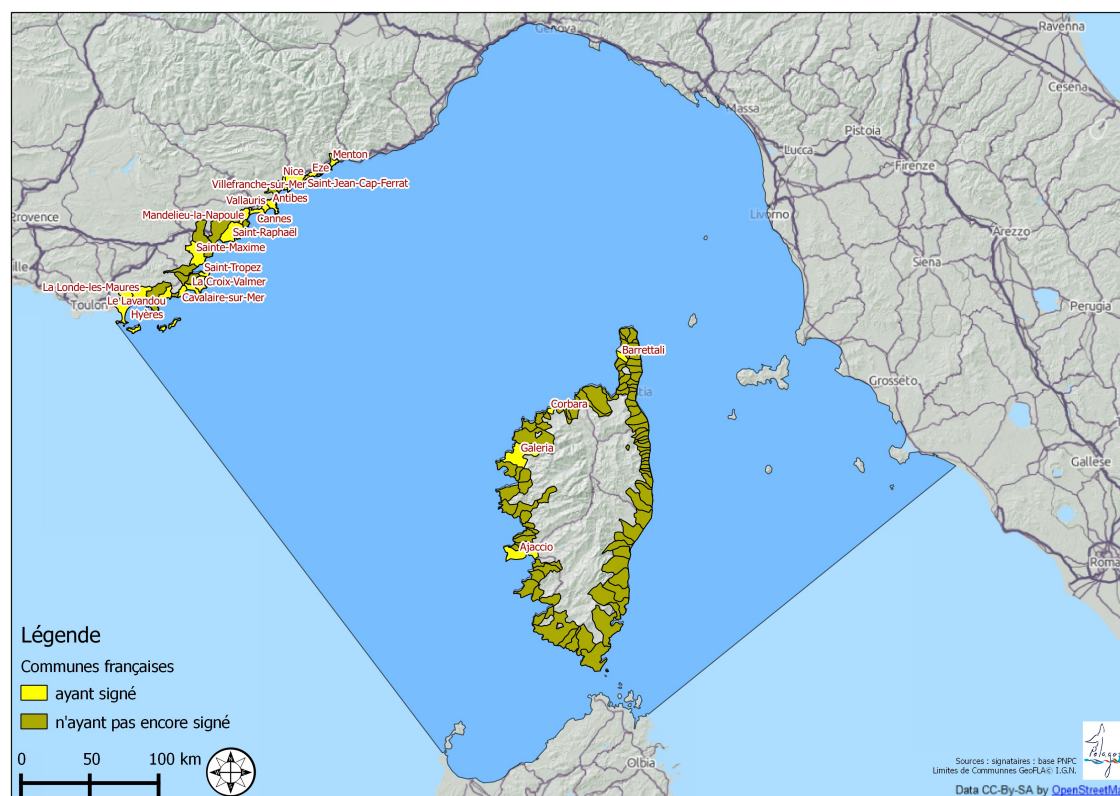 Genova
Ravenna
Cesena
Massa
Pistoia
Lucca
Firenze
Menton
Eze
Nice
Villefranche-sur-Mer
Saint-Jean-Cap-Ferrat
Vallauris
Antibes
Livorno
Provence
Mandelieu-la-Napoule
Cannes
Saint-Raphaël
Arezzo
Sainte-Maxime
Siena
Saint-Tropez
La Croix-Valmer
La Londe-les-Maures
Le Lavandou
Cavalaire-sur-Mer
Toulon
Hyères
Perugia
Barrettali
Grosseto
Corbara
Galeria
Gallese
Ajaccio
Roma
Légende
Communes françaises
ayant signé
n'ayant pas encore signé
0 50 100 km
Olbia
Pelagos
Sources : signataires : base PNPC
Limites de Communnes GeoFLA© I.G.N.
Data CC-By-SA by OpenStreetM